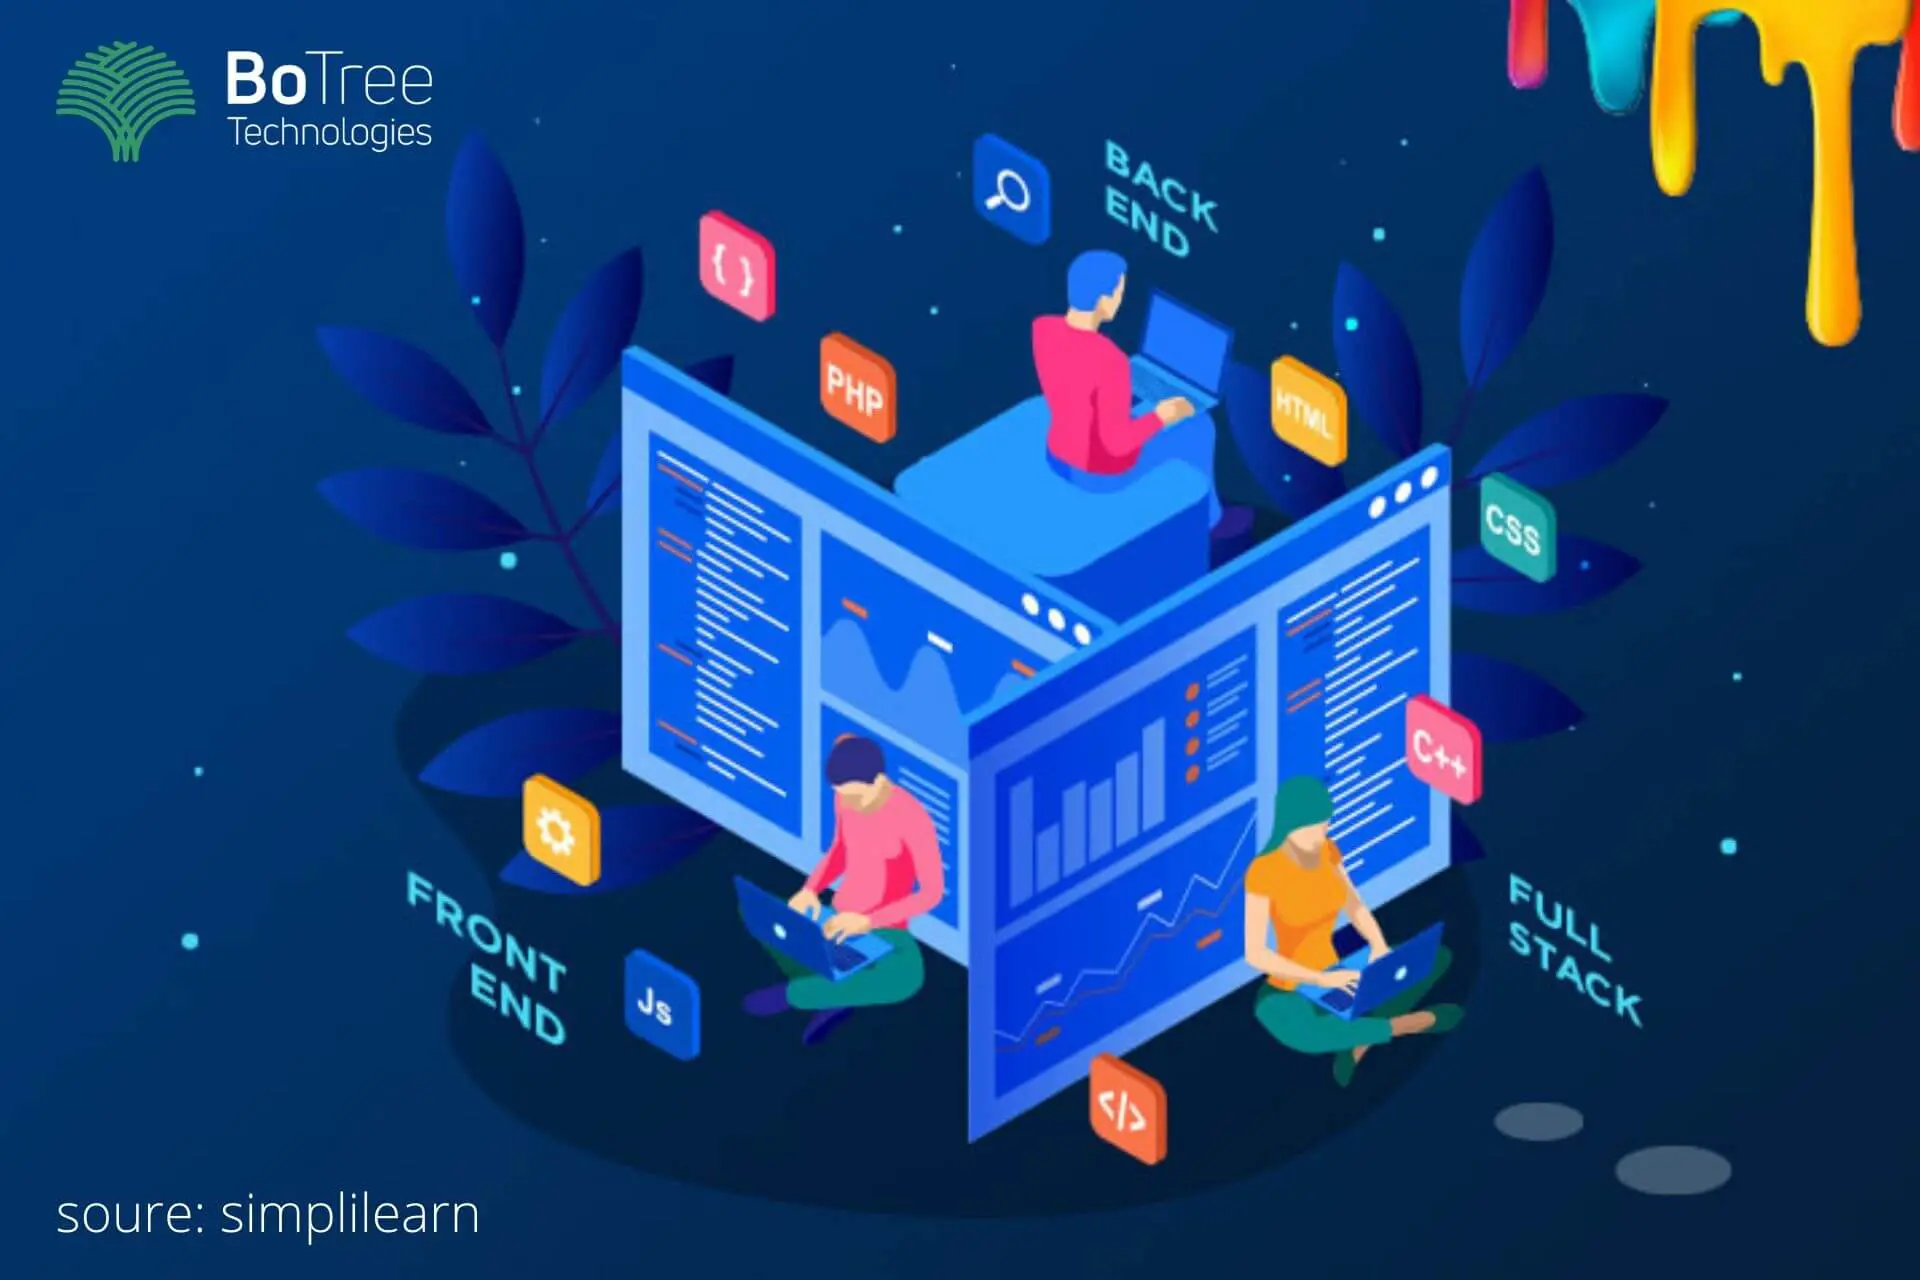 BoTree
Technologies
BACK
END
{ }
PHP
HTML
CSS
C++
FRONT
END
Js
FULL
STACK
</>
soure: simplilearn